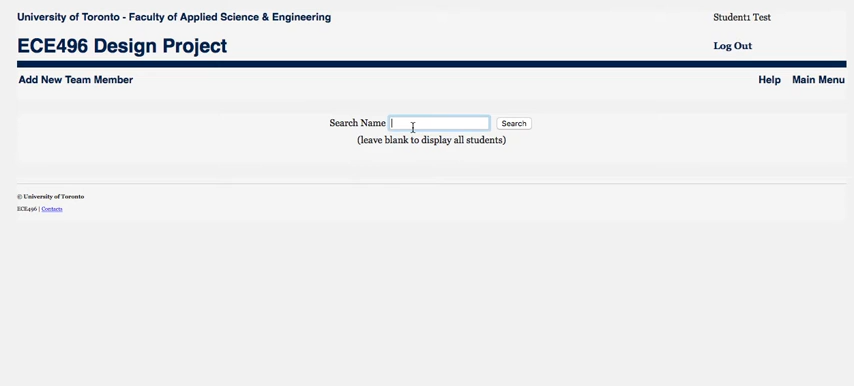 University of Toronto - Faculty of Applied Science & Engineering
Student1 Test
ECE496 Design Project
Log Out
Add New Team Member
Help
Main Menu
Search Name
Search
(leave blank to display all students)
© University of Toronto
ECE496 | Contacts